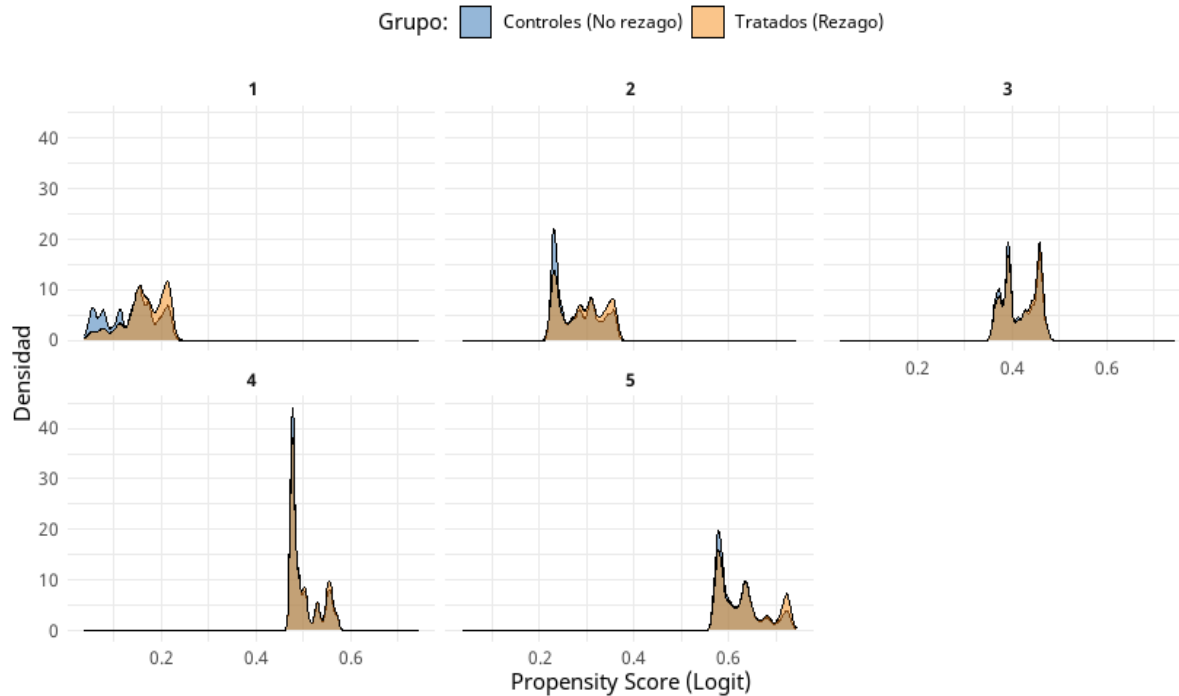 Grupo: Controles (No rezago) Tratados (Rezago)
1 2 3
40
30
20
10
0
0.2 0.4 0.6
Densidad
4 5
40
30
20
10
0
0.2 0.4 0.6 0.2 0.4 0.6
Propensity Score (Logit)